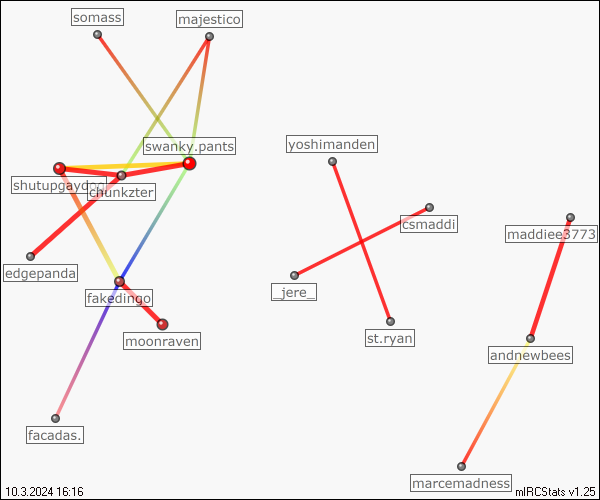 somass
majestico
swanky.pants
yoshimanden
chunkzter
csmaddi
maddiee3773
edgepanda
_jere_
fakedingo
moonraven
st.ryan
andnewbees
facadas.
marcemadness
10.3.2024 16:16
mIRCStats v1.25